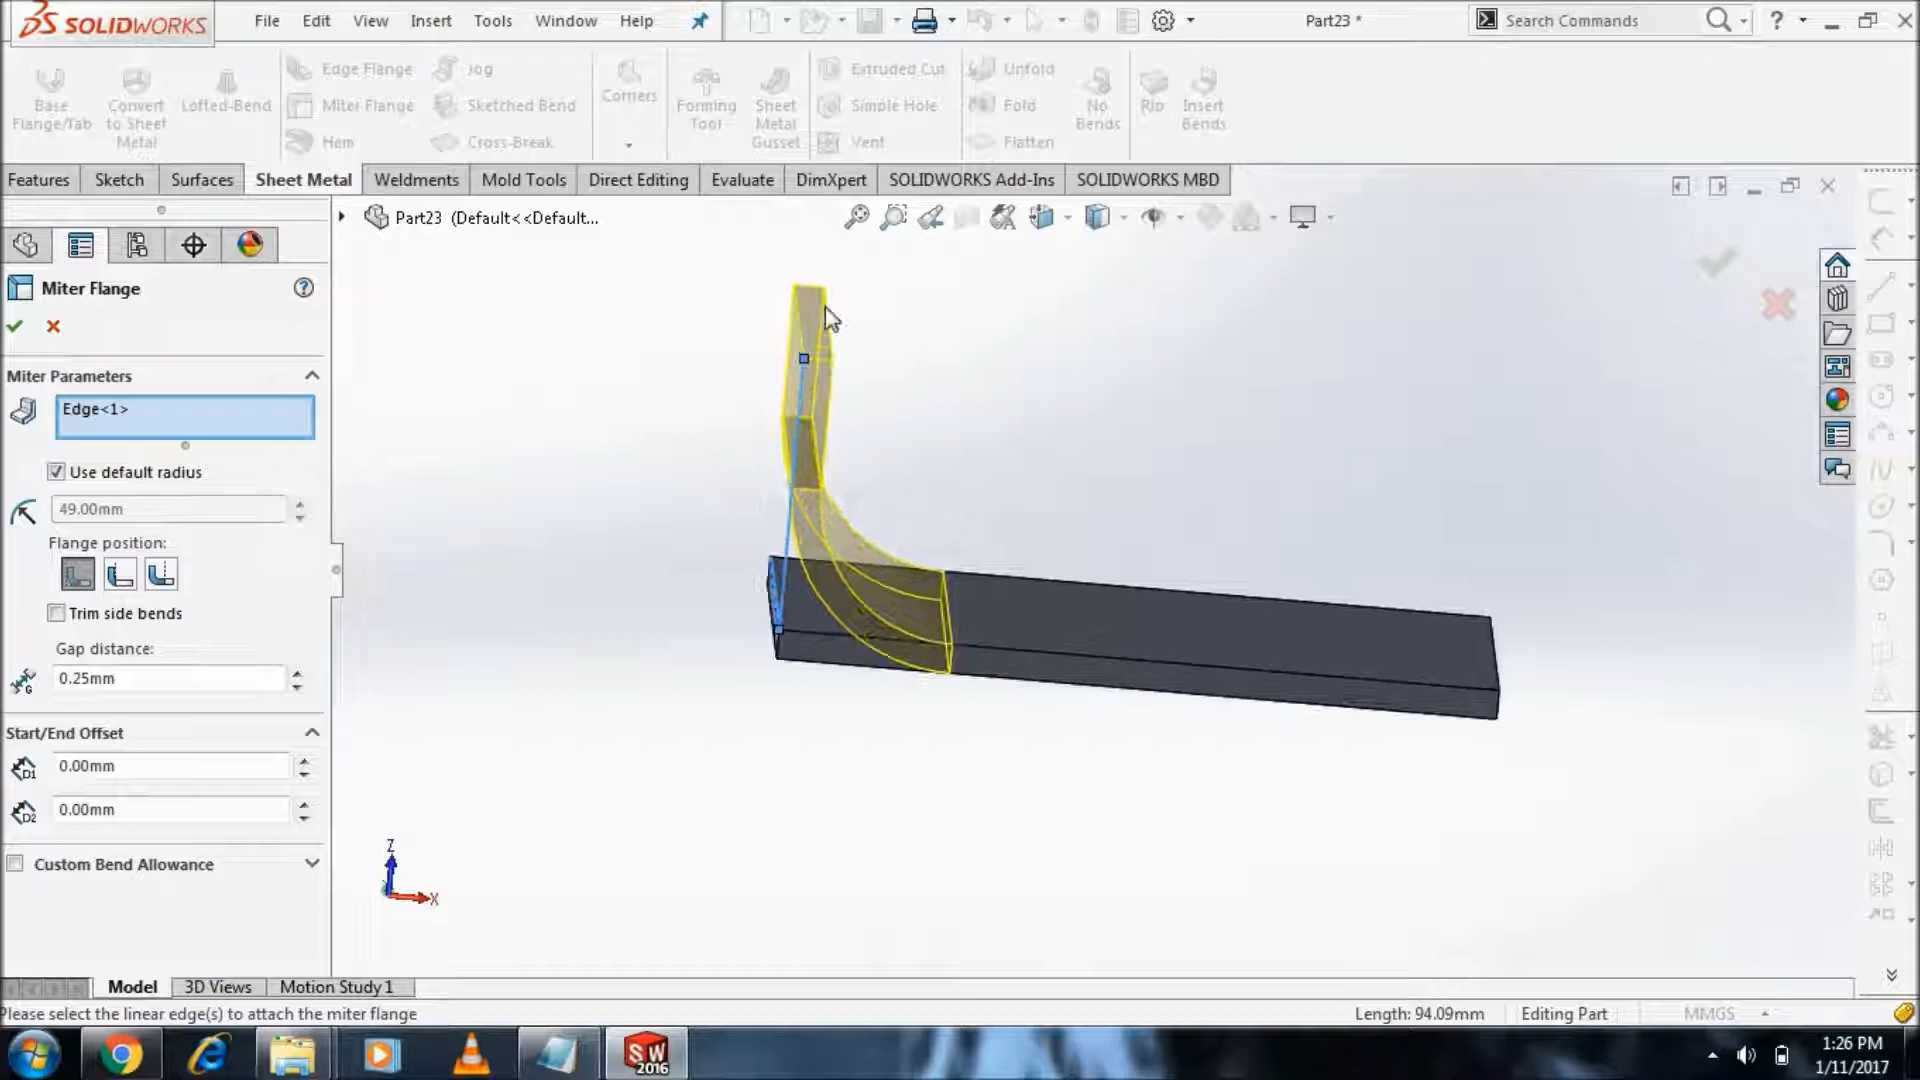 SOLIDWORKS File Edit View Insert Tools Window Help Part23 * Search Commands ?
Base Flange/Tab
Convert to Sheet Metal
Lofted-Bend
Edge Flange
Miter Flange
Hem
Jog
Sketched Bend
Cross-Break
Corners
Forming Tool
Sheet Metal Gusset
Extruded Cut
Simple Hole
Vent
Unfold
Fold
Flatten
No Bends
Rip
Insert Bends
Features Sketch Surfaces Sheet Metal Weldments Mold Tools Direct Editing Evaluate DimXpert SOLIDWORKS Add-Ins SOLIDWORKS MBD
Part23 (Default<<Default...
Miter Flange ?
Miter Parameters
Edge<1>
Use default radius
49.00mm
Flange position:
Trim side bends
Gap distance:
G 0.25mm
Start/End Offset
D1 0.00mm
D2 0.00mm
Custom Bend Allowance
Z
X
Model 3D Views Motion Study 1
Please select the linear edge(s) to attach the miter flange Length: 94.09mm Editing Part MMGS
SW 2016
1:26 PM
1/11/2017